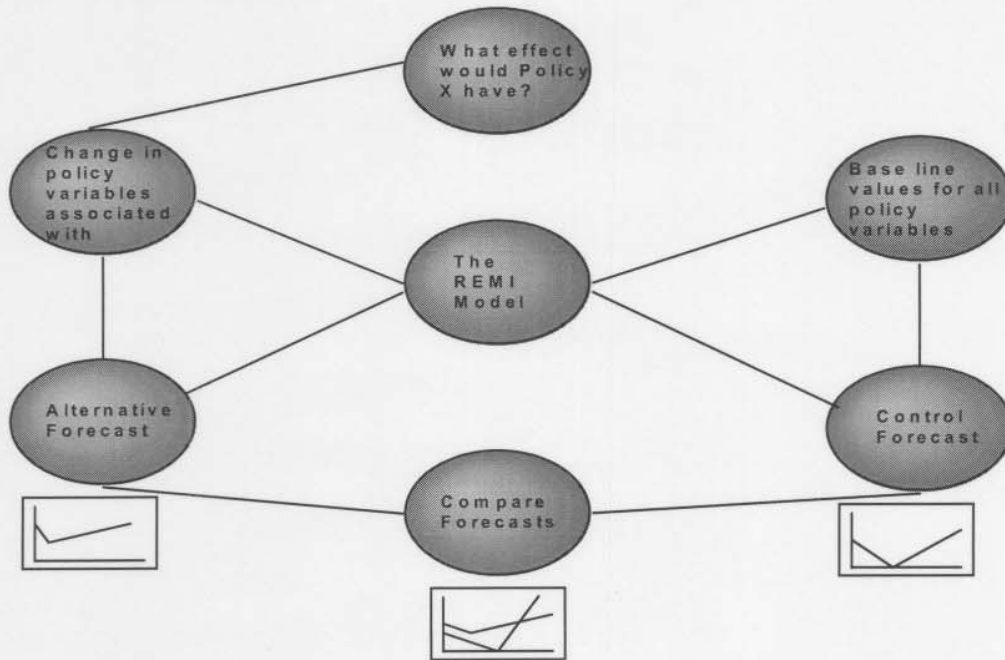 What effect
would Policy
X have?
Change in
policy
variables
associated
with
Base line
values for all
policy
variables
The
REMI
Model
Alternative
Forecast
Control
Forecast
Compare
Forecasts